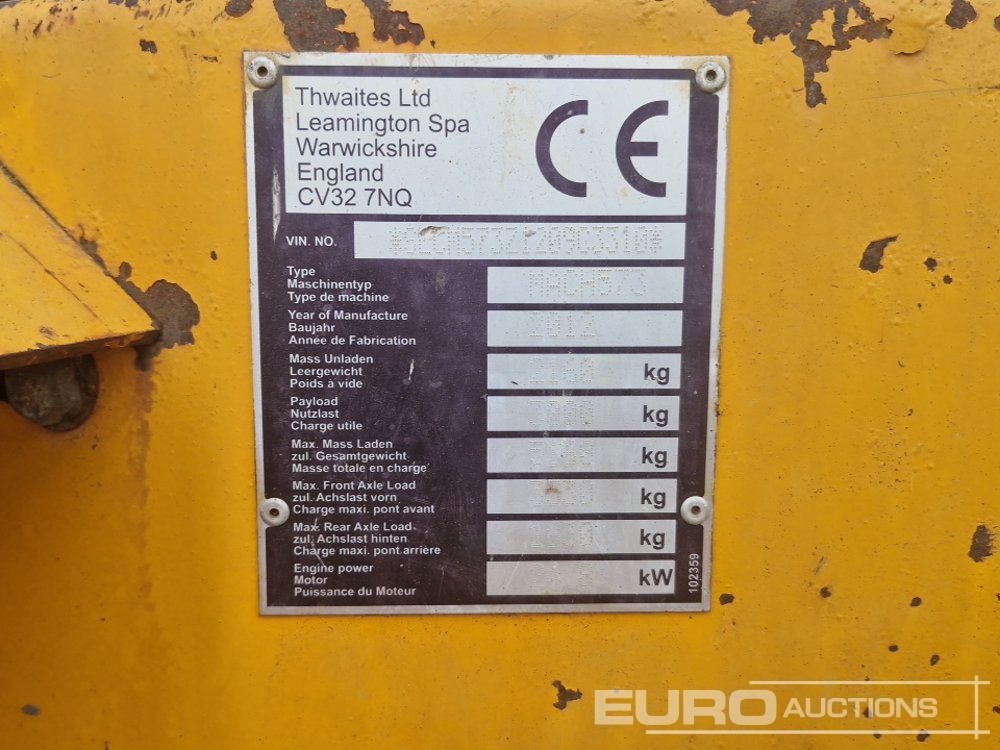 Thwaites Ltd
Leamington Spa
Warwickshire
England
CV32 7NQ
CE
VIN. NO.
Type
Maschinentyp
Type de machine
MACH573
Year of Manufacture
Baujahr
Année de Fabrication
2012
Mass Unladen
Leergewicht
Poids à vide
kg
Payload
Nutzlast
Charge utile
kg
Max. Mass Laden
zul. Gesamtgewicht
Masse totale en charge
kg
Max. Front Axle Load
zul. Achslast vorn
Charge maxi. pont avant
kg
Max. Rear Axle Load
zul. Achslast hinten
Charge maxi. pont arrière
kg
Engine power
Motor
Puissance du Moteur
kW
102359
EURO AUCTIONS